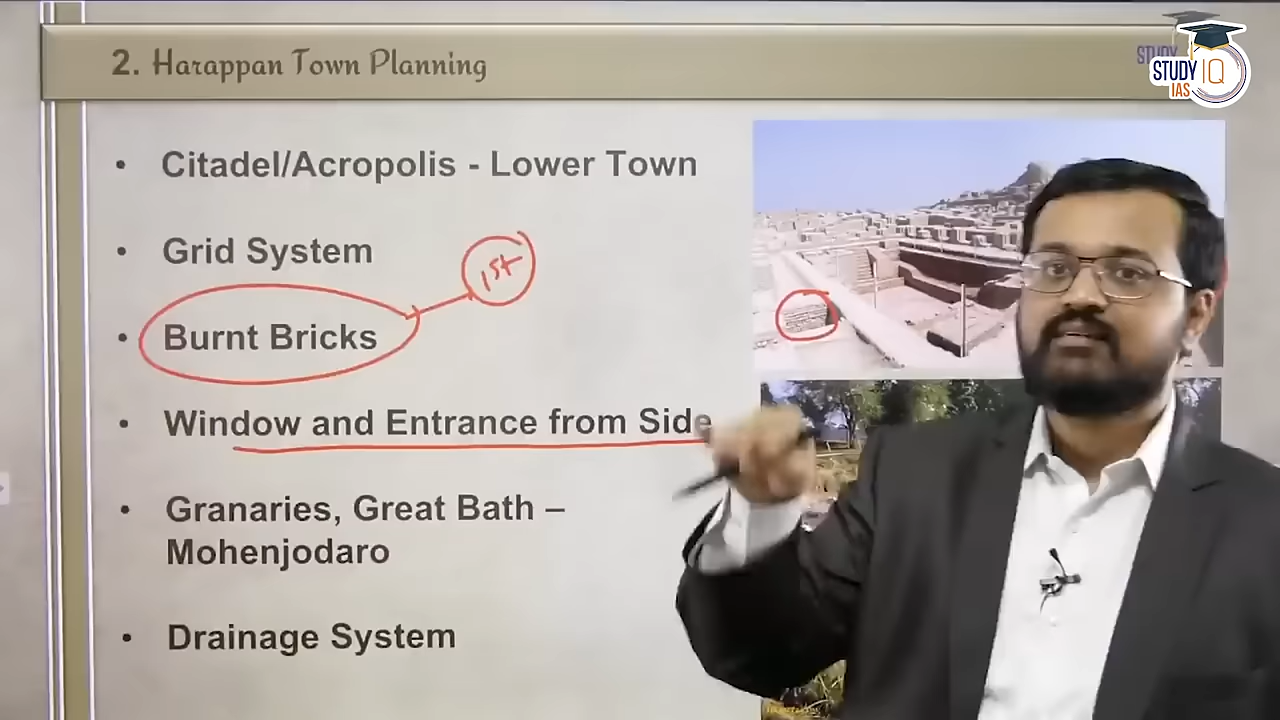 2. Harappan Town Planning
STUDY IQ
IAS
• Citadel/Acropolis - Lower Town
• Grid System
1st
• Burnt Bricks
• Window and Entrance from Side
• Granaries, Great Bath –
Mohenjodaro
• Drainage System